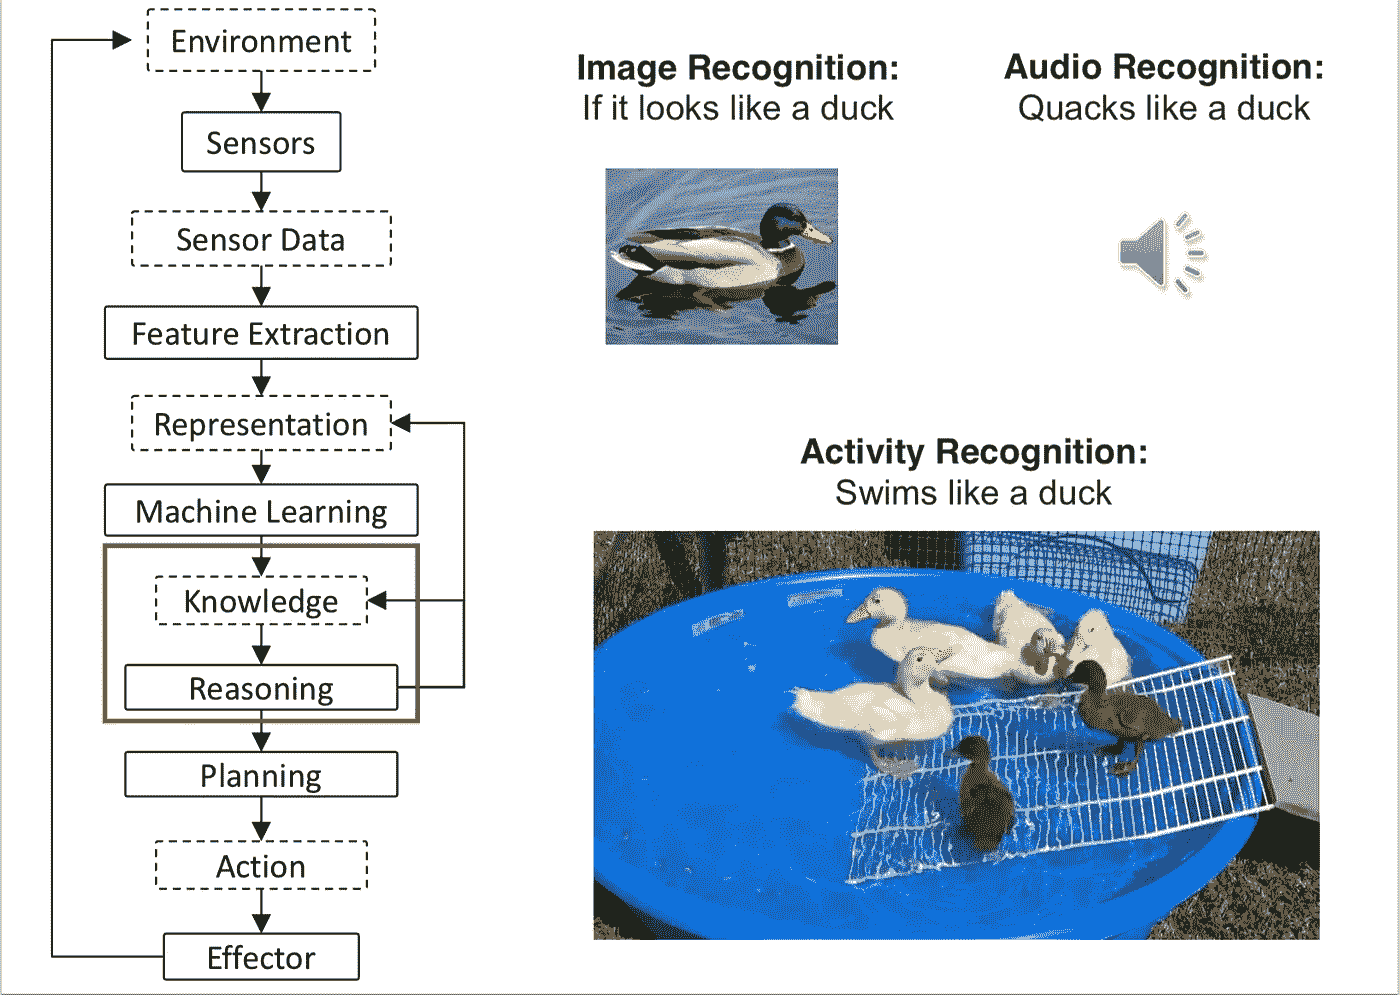 Environment
Sensors
Sensor Data
Feature Extraction
Representation
Machine Learning
Knowledge
Reasoning
Planning
Action
Effector
Image Recognition:
If it looks like a duck
Audio Recognition:
Quacks like a duck
Activity Recognition:
Swims like a duck